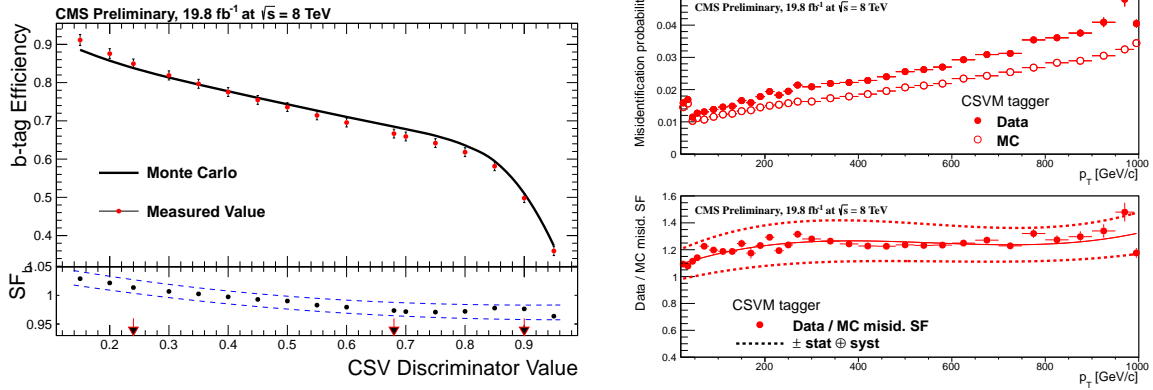 CMS Preliminary, 19.8 fb⁻¹ at √s = 8 TeV
b-tag Efficiency
0.9
0.8
0.7
0.6
0.5
0.4
Monte Carlo
Measured Value
SF_b
1.05
1
0.95
0.2 0.3 0.4 0.5 0.6 0.7 0.8 0.9
CSV Discriminator Value
CMS Preliminary, 19.8 fb⁻¹ at √s = 8 TeV
Misidentification probability
0.04
0.03
0.02
0.01
0
CSVM tagger
Data
MC
200 400 600 800 1000
p_T [GeV/c]
CMS Preliminary, 19.8 fb⁻¹ at √s = 8 TeV
Data / MC misid. SF
1.6
1.4
1.2
1
0.8
0.6
0.4
CSVM tagger
Data / MC misid. SF
± stat ⊕ syst
200 400 600 800 1000
p_T [GeV/c]